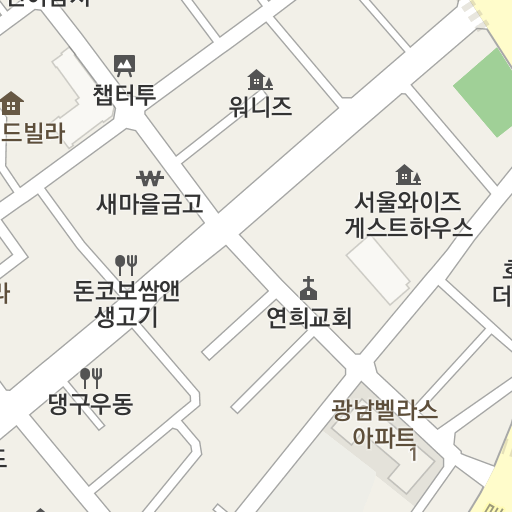 챕터투
워니즈
드빌라
새마을금고
서울와이즈
게스트하우스
돈코보쌈앤
생고기
연희교회
더
댕구우동
광남벨라스
아파트
1